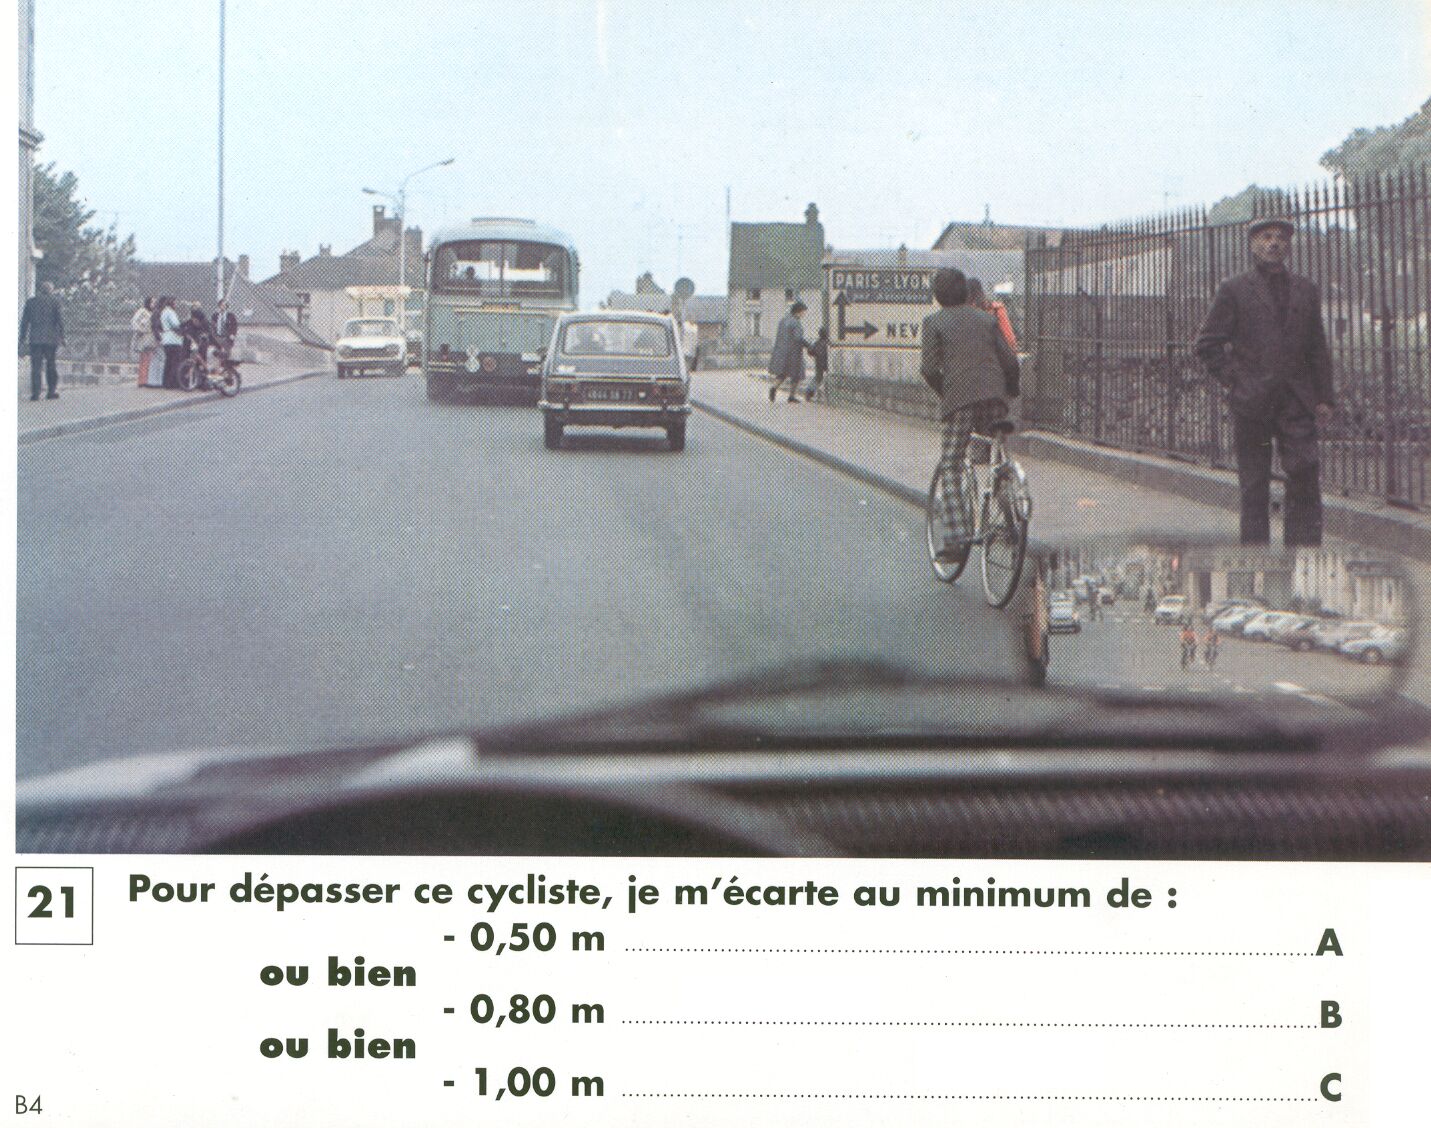 PARIS - LYON
NEV
21
Pour dépasser ce cycliste, je m'écarte au minimum de :
- 0,50 m ........ A
ou bien
- 0,80 m ........ B
ou bien
- 1,00 m ........ C
B4